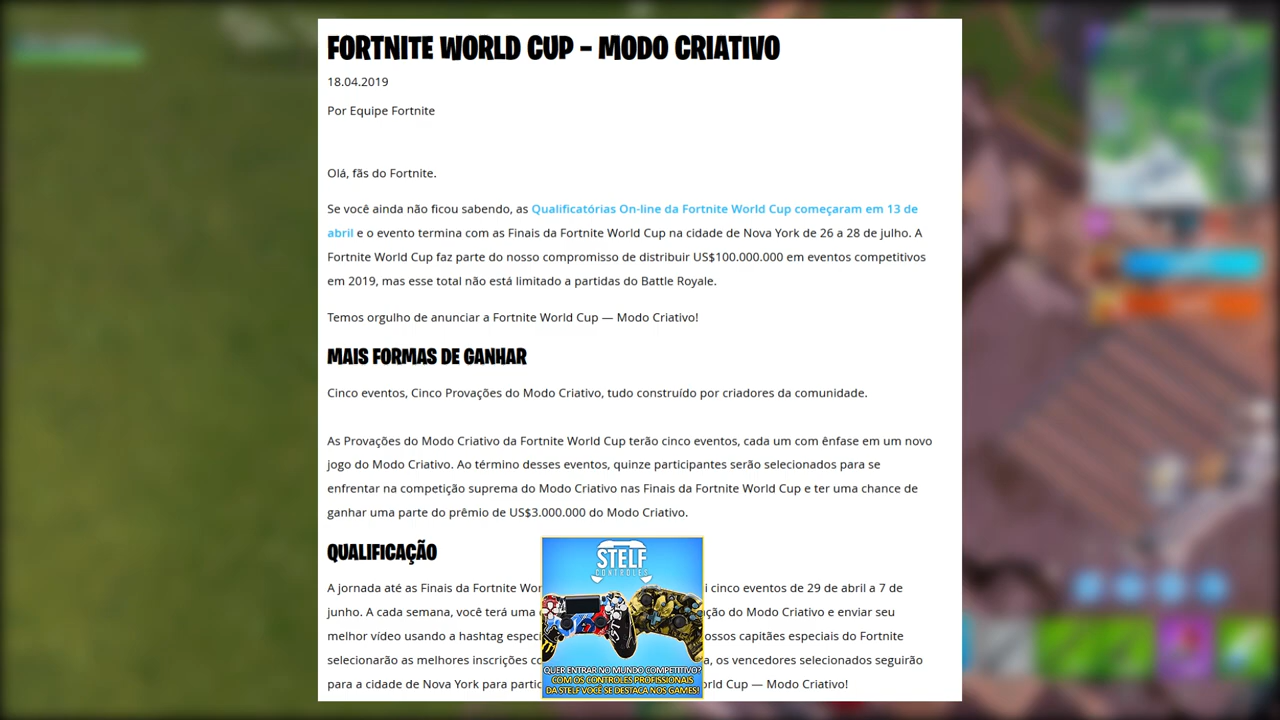 FORTNITE WORLD CUP – MODO CRIATIVO
18.04.2019
Por Equipe Fortnite
Olá, fãs do Fortnite.
Se você ainda não ficou sabendo, as Qualificatórias On-line da Fortnite World Cup começaram em 13 de
abril e o evento termina com as Finais da Fortnite World Cup na cidade de Nova York de 26 a 28 de julho. A
Fortnite World Cup faz parte do nosso compromisso de distribuir US$100.000.000 em eventos competitivos
em 2019, mas esse total não está limitado a partidas do Battle Royale.
Temos orgulho de anunciar a Fortnite World Cup — Modo Criativo!
MAIS FORMAS DE GANHAR
Cinco eventos, Cinco Provações do Modo Criativo, tudo construído por criadores da comunidade.
As Provações do Modo Criativo da Fortnite World Cup terão cinco eventos, cada um com ênfase em um novo
jogo do Modo Criativo. Ao término desses eventos, quinze participantes serão selecionados para se
enfrentar na competição suprema do Modo Criativo nas Finais da Fortnite World Cup e ter uma chance de
ganhar uma parte do prêmio de US$3.000.000 do Modo Criativo.
QUALIFICAÇÃO
A jornada até as Finais da Fortnite cinco eventos de 29 de abril a 7 de
junho. A cada semana, você terá uma do Modo Criativo e enviar seu
melhor vídeo usando a hashtag capitães especiais do Fortnite
selecionarão as melhores inscrições os vencedores selecionados seguirão
para a cidade de Nova York para Cup — Modo Criativo!
STELF
CONTROLES
QUER ENTRAR NO MUNDO COMPETITIVO?
COM OS CONTROLES PROFISSIONAIS
DA STELF VOCÊ SE DESTACA NOS GAMES!